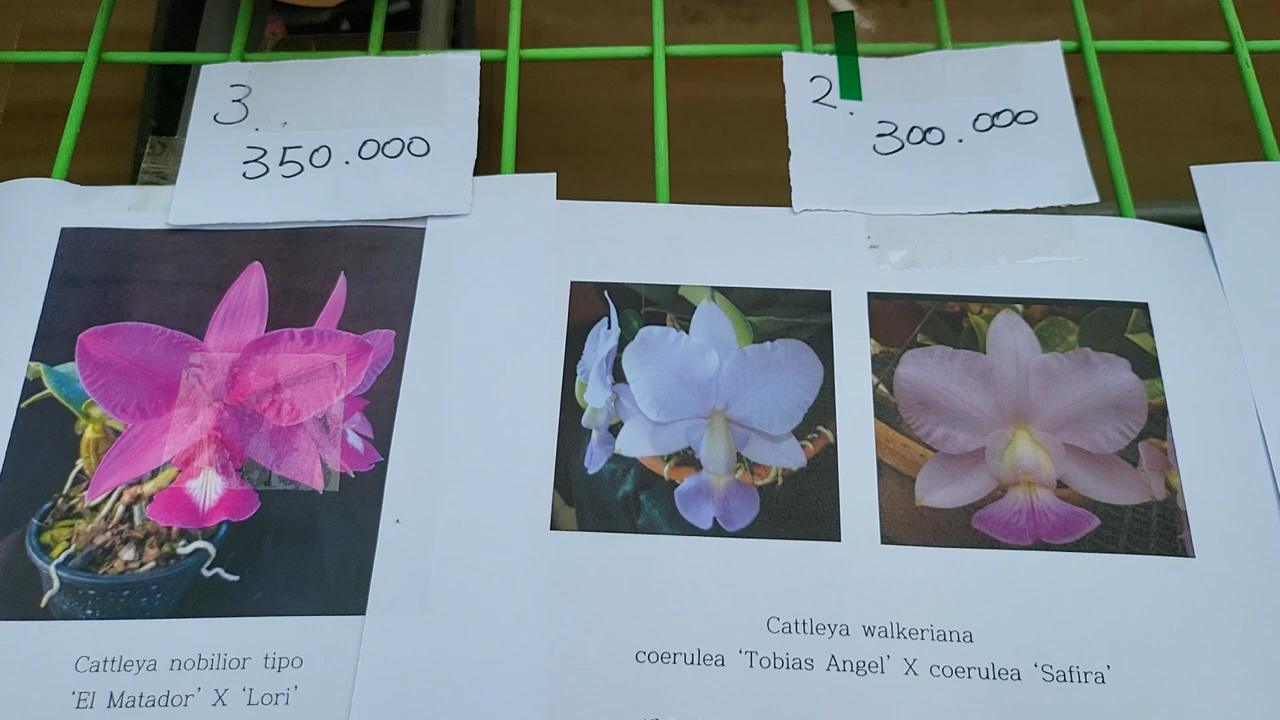 3.
350.000
Cattleya nobilior tipo
‘El Matador’ X ‘Lori’
2.
300.000
Cattleya walkeriana
coerulea ‘Tobias Angel’ X coerulea ‘Safira’